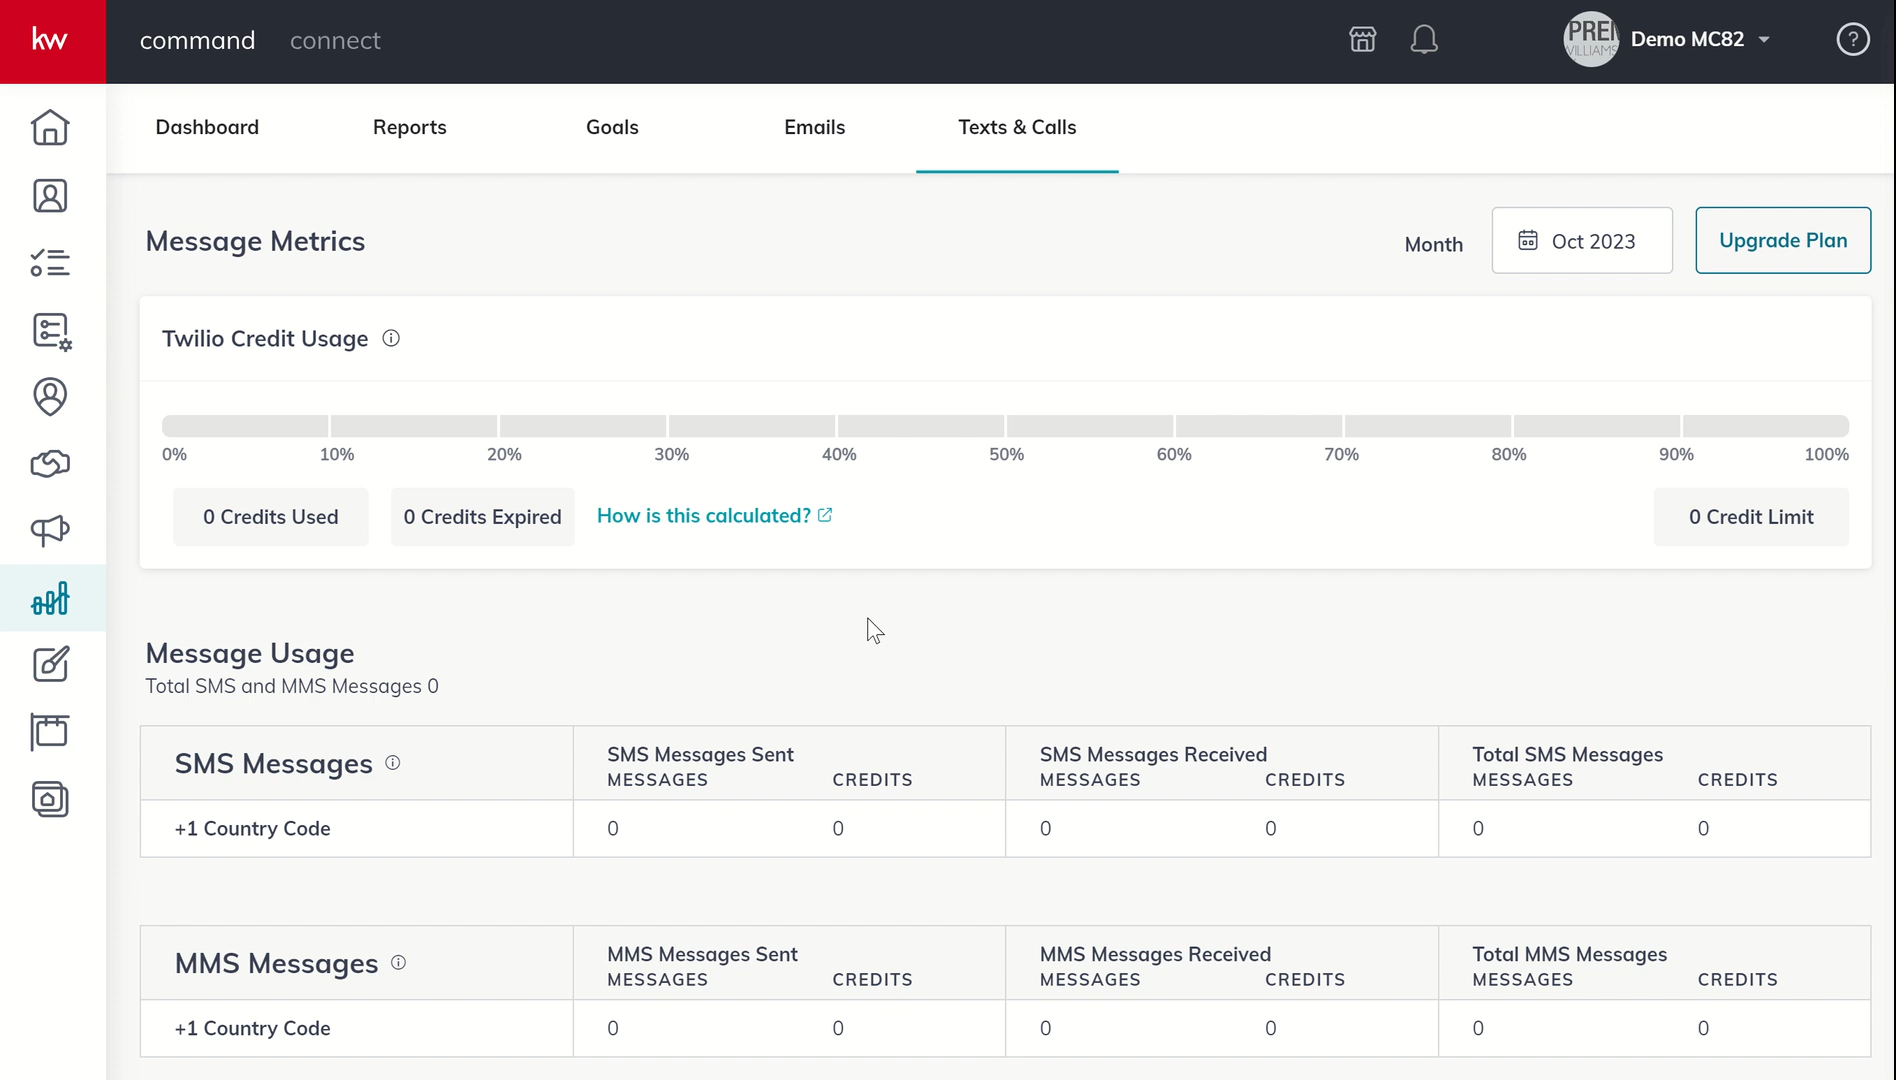 kw command connect Demo MC82 ?
Dashboard Reports Goals Emails Texts & Calls
Message Metrics Month Oct 2023 Upgrade Plan
Twilio Credit Usage
0% 10% 20% 30% 40% 50% 60% 70% 80% 90% 100%
0 Credits Used 0 Credits Expired How is this calculated? 0 Credit Limit
Message Usage
Total SMS and MMS Messages 0
SMS Messages SMS Messages Sent SMS Messages Received Total SMS Messages
MESSAGES CREDITS MESSAGES CREDITS MESSAGES CREDITS
+1 Country Code 0 0 0 0 0 0
MMS Messages MMS Messages Sent MMS Messages Received Total MMS Messages
MESSAGES CREDITS MESSAGES CREDITS MESSAGES CREDITS
+1 Country Code 0 0 0 0 0 0